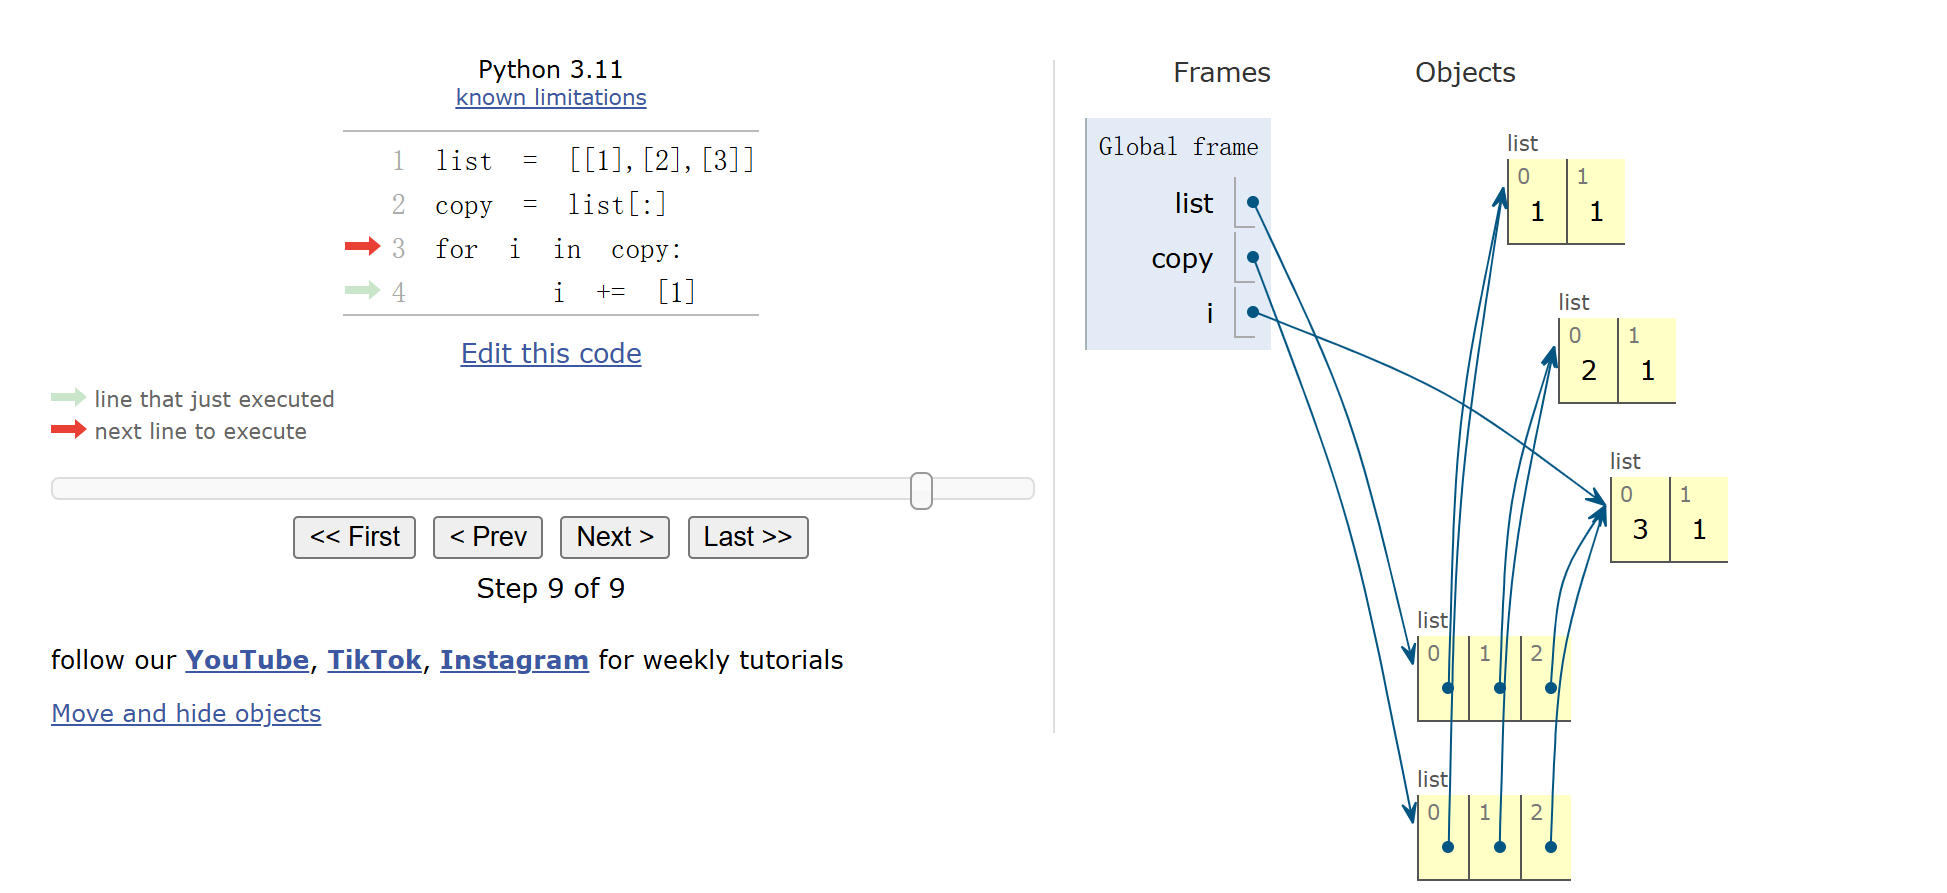 Python 3.11
known limitations
1 list = [[1],[2],[3]]
2 copy = list[:]
3 for i in copy:
4 i += [1]
Edit this code
line that just executed
next line to execute
<< First < Prev Next > Last >>
Step 9 of 9
follow our YouTube, TikTok, Instagram for weekly tutorials
Move and hide objects
Frames Objects
Global frame
list
copy
i
list
0 1
1 1
list
0 1
2 1
list
0 1
3 1
list
0 1 2
list
0 1 2